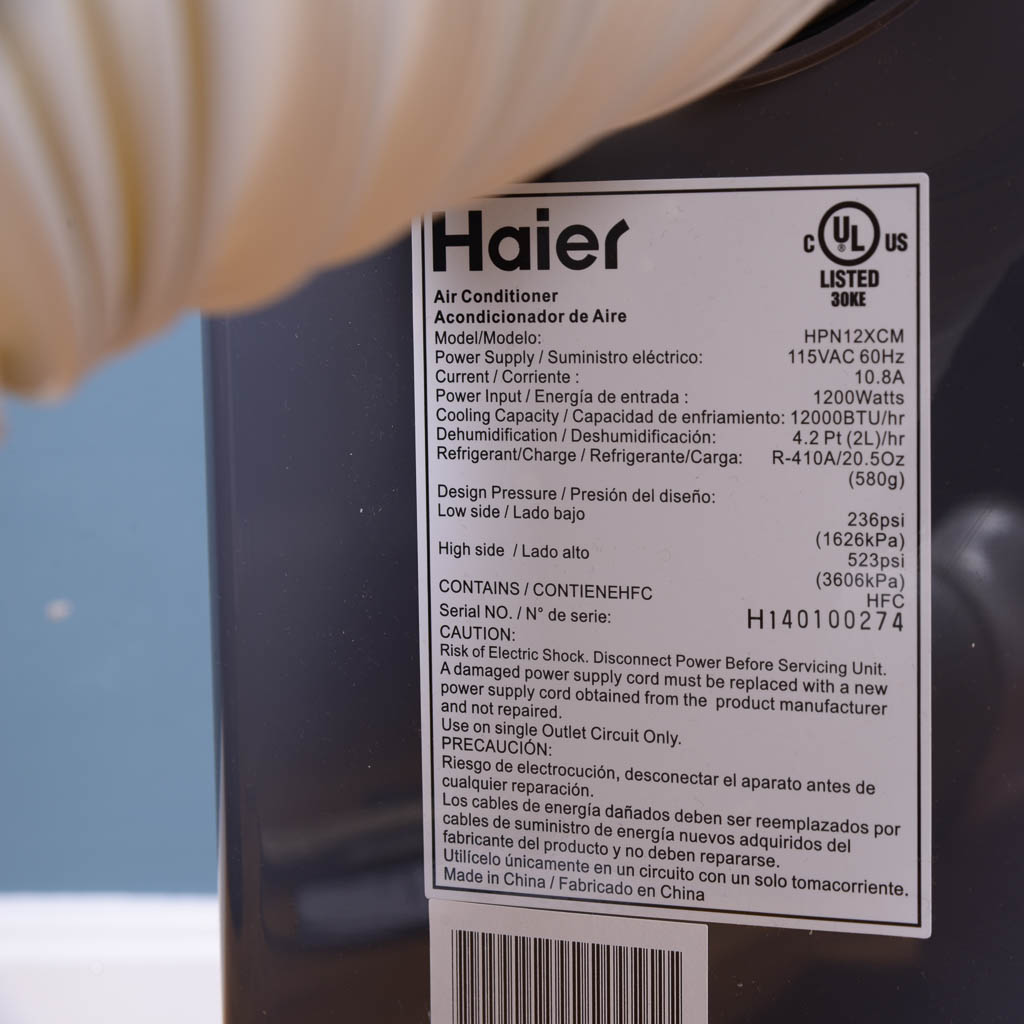 Haier
C UL ® US
LISTED
30KE
Air Conditioner
Acondicionador de Aire
Model/Modelo: HPN12XCM
Power Supply / Suministro eléctrico: 115VAC 60Hz
Current / Corriente : 10.8A
Power Input / Energía de entrada : 1200Watts
Cooling Capacity / Capacidad de enfriamiento: 12000BTU/hr
Dehumidification / Deshumidificación: 4.2 Pt (2L)/hr
Refrigerant/Charge / Refrigerante/Carga: R-410A/20.5Oz
(580g)
Design Pressure / Presión del diseño:
Low side / Lado bajo 236psi
(1626kPa)
High side / Lado alto 523psi
(3606kPa)
CONTAINS / CONTIENEHFC HFC
Serial NO. / N° de serie: H140100274
CAUTION:
Risk of Electric Shock. Disconnect Power Before Servicing Unit.
A damaged power supply cord must be replaced with a new
power supply cord obtained from the product manufacturer
and not repaired.
Use on single Outlet Circuit Only.
PRECAUCIÓN:
Riesgo de electrocución, desconectar el aparato antes de
cualquier reparación.
Los cables de energía dañados deben ser reemplazados por
cables de suministro de energía nuevos adquiridos del
fabricante del producto y no deben repararse.
Utilícelo únicamente en un circuito con un solo tomacorriente.
Made in China / Fabricado en China